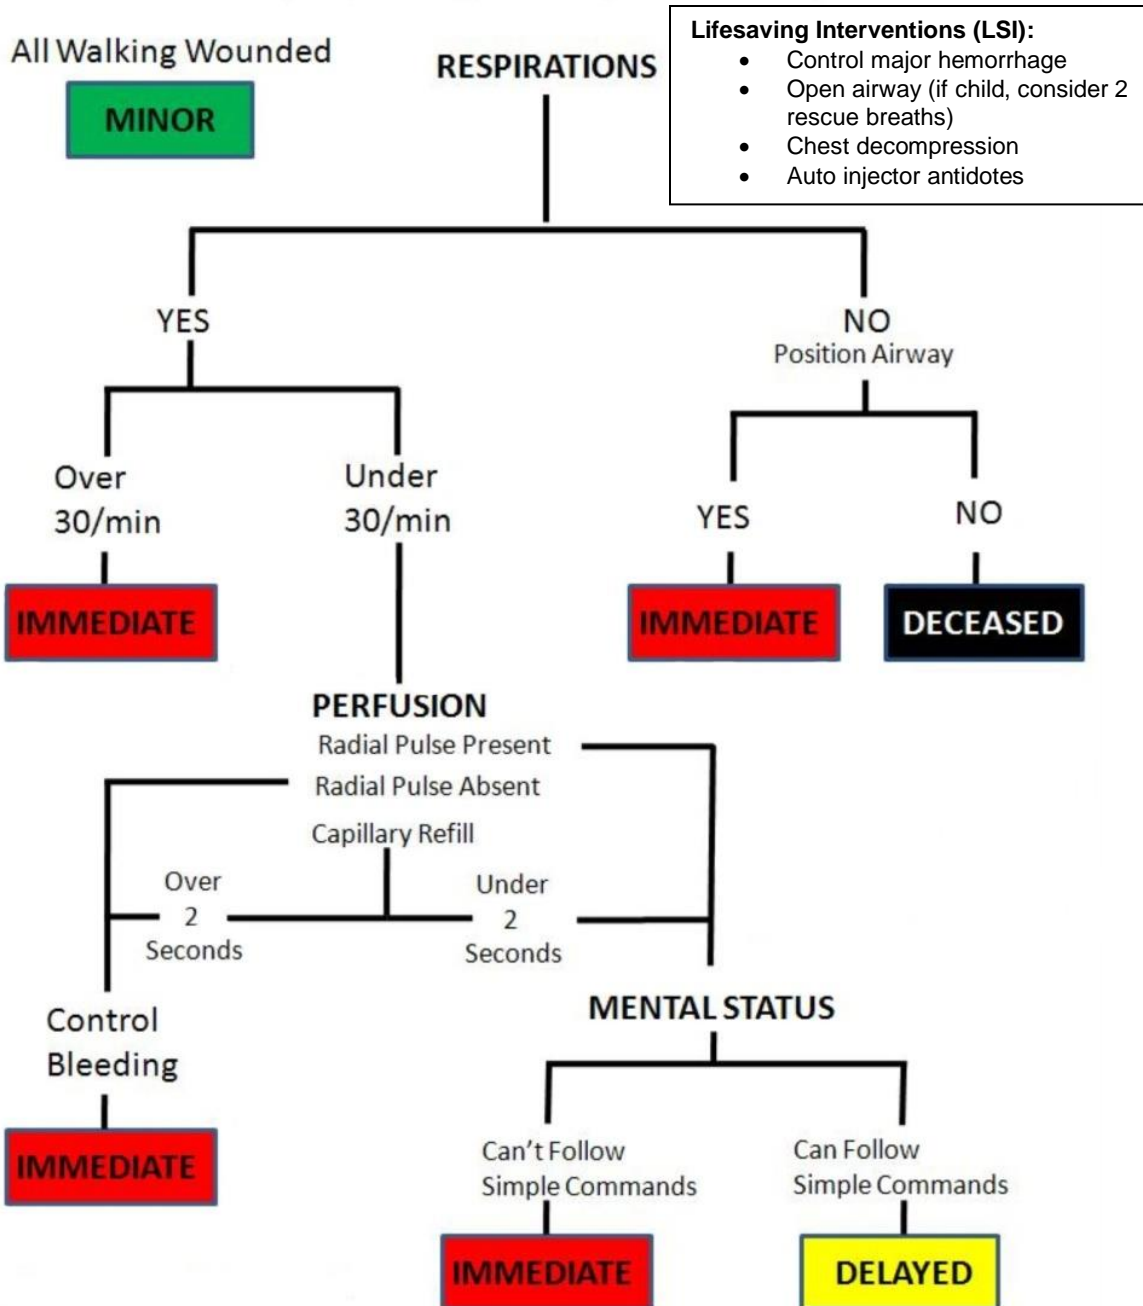 All Walking Wounded
MINOR
RESPIRATIONS
Lifesaving Interventions (LSI):
• Control major hemorrhage
• Open airway (if child, consider 2
rescue breaths)
• Chest decompression
• Auto injector antidotes
YES
NO
Position Airway
Over
30/min
Under
30/min
YES
NO
IMMEDIATE
IMMEDIATE
DECEASED
PERFUSION
Radial Pulse Present
Radial Pulse Absent
Capillary Refill
Over
2
Seconds
Under
2
Seconds
Control
Bleeding
IMMEDIATE
MENTAL STATUS
Can't Follow
Simple Commands
Can Follow
Simple Commands
IMMEDIATE
DELAYED